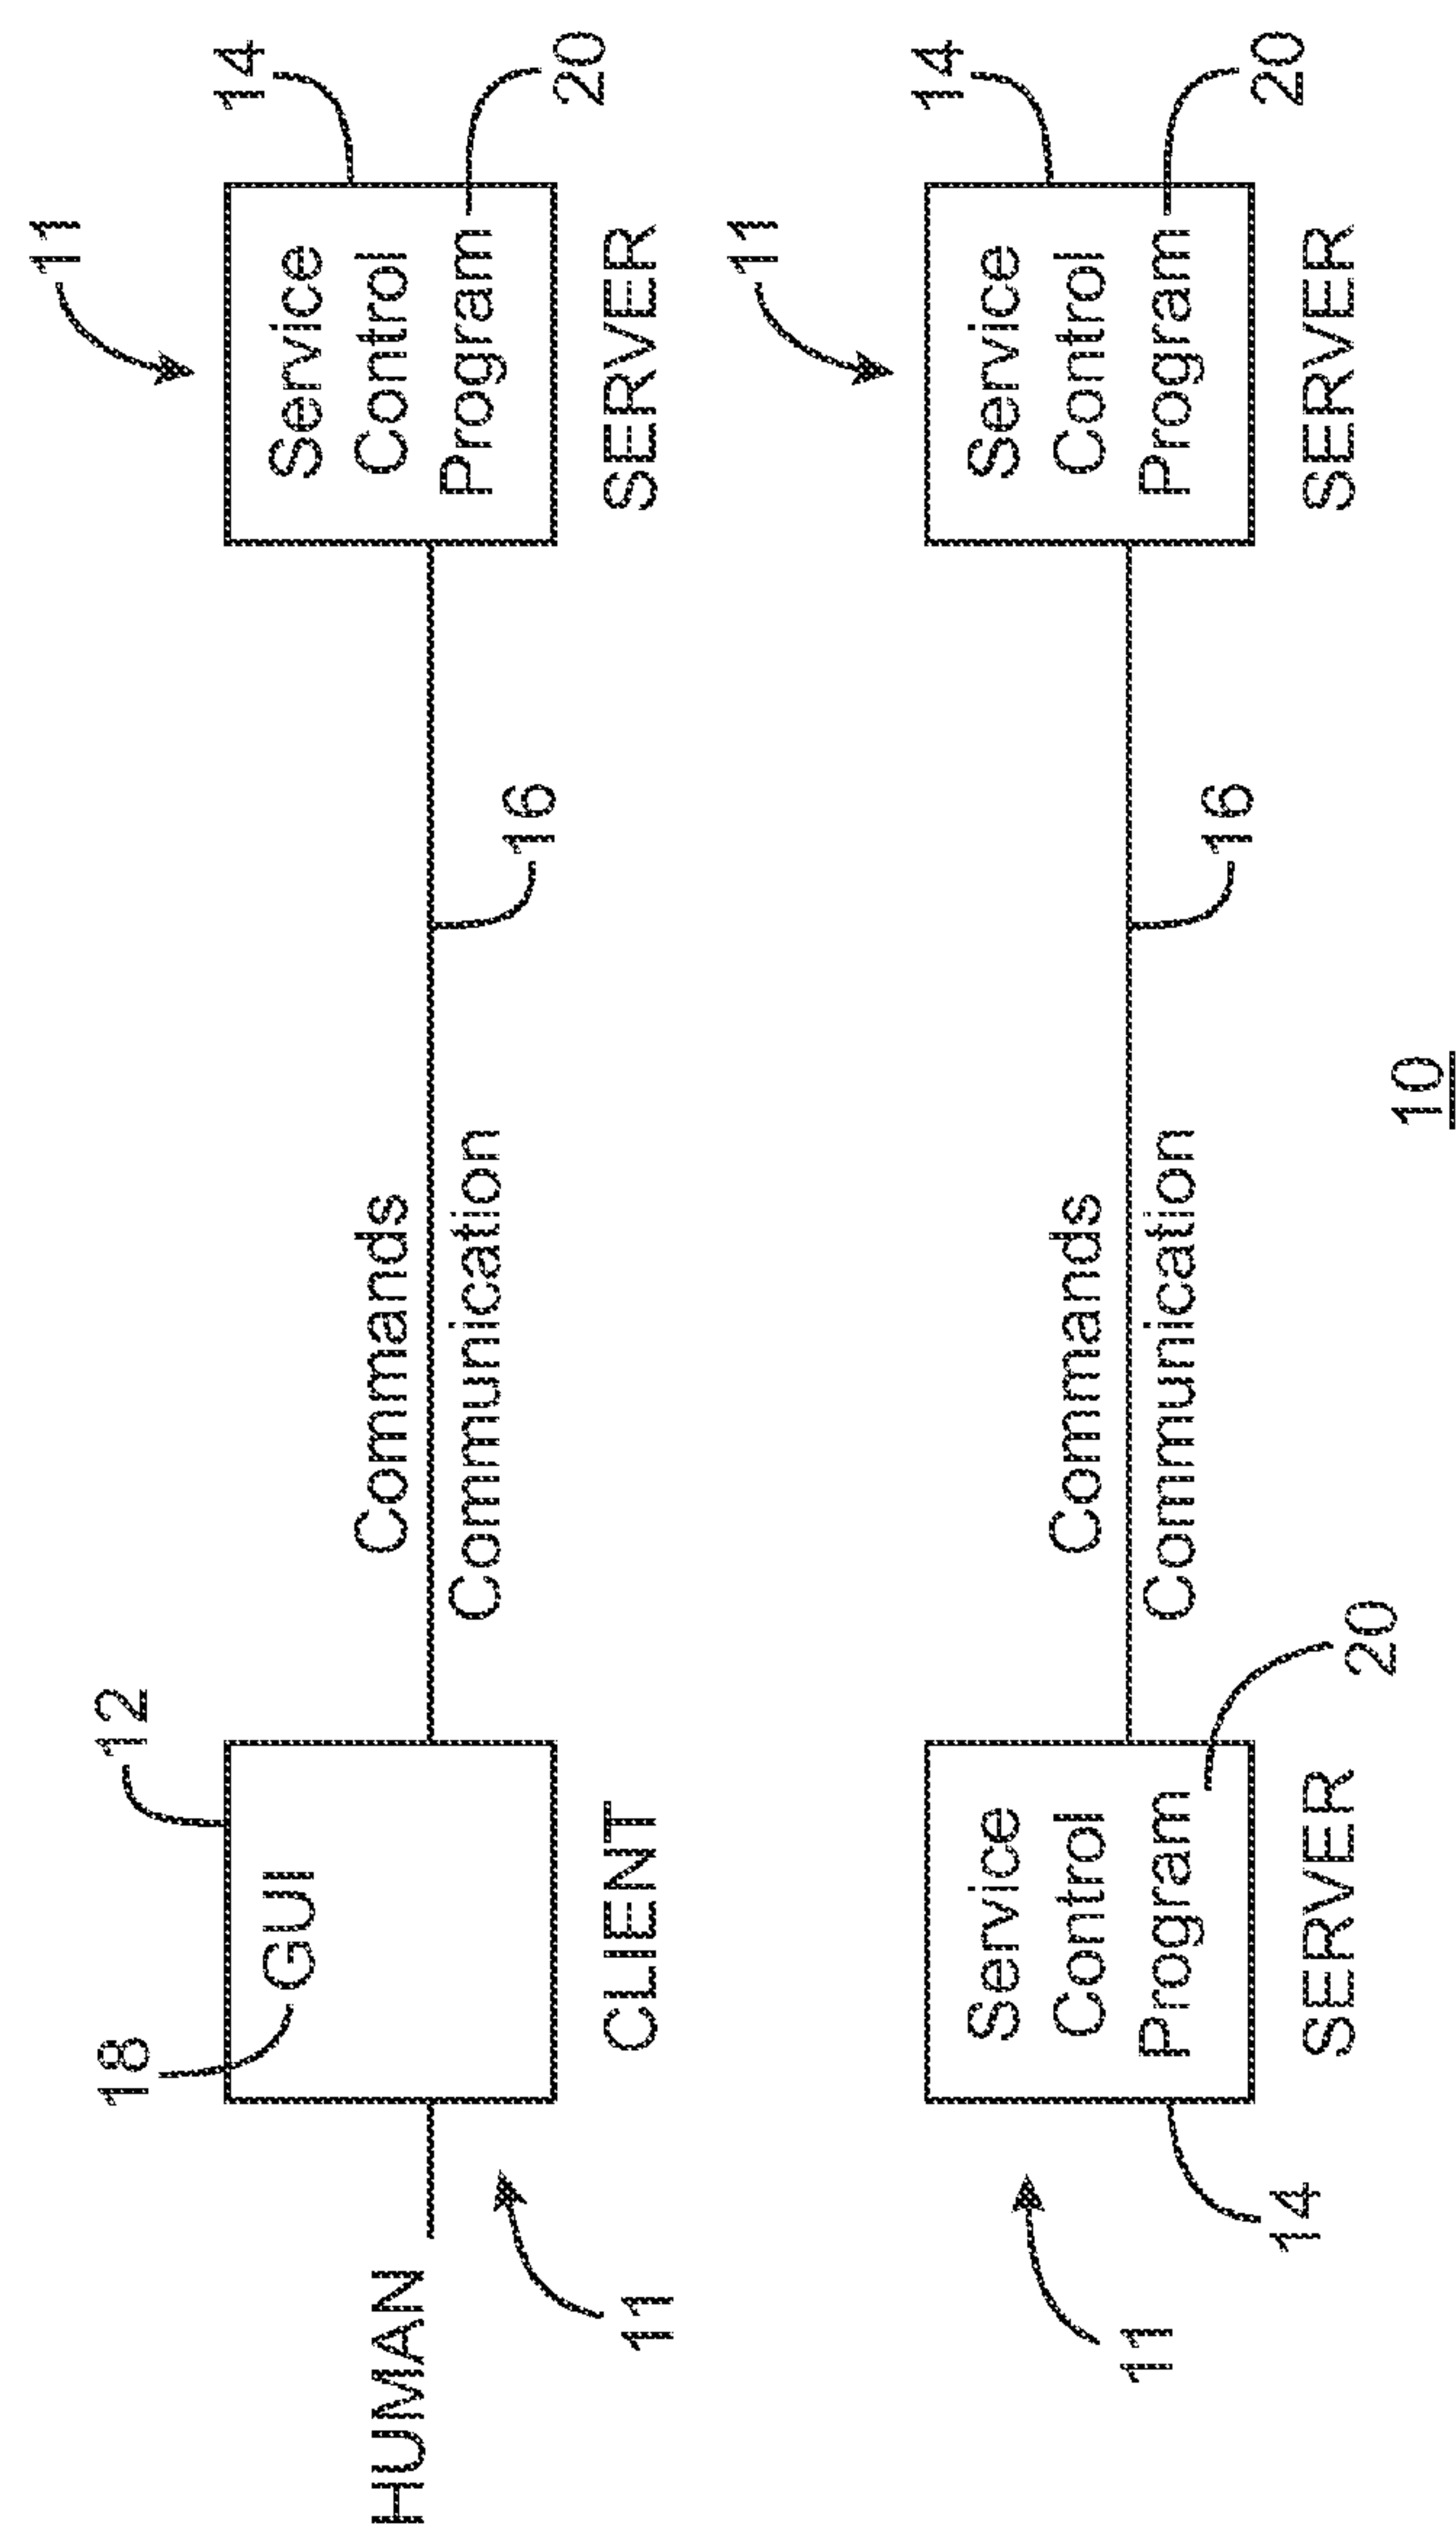 HUMAN
18
GUI
12
CLIENT
11
Commands
Communication
16
11
Service
Control
Program
14
20
SERVER
11
14
Service
Control
Program
20
SERVER
Commands
Communication
16
11
Service
Control
Program
14
20
SERVER
10